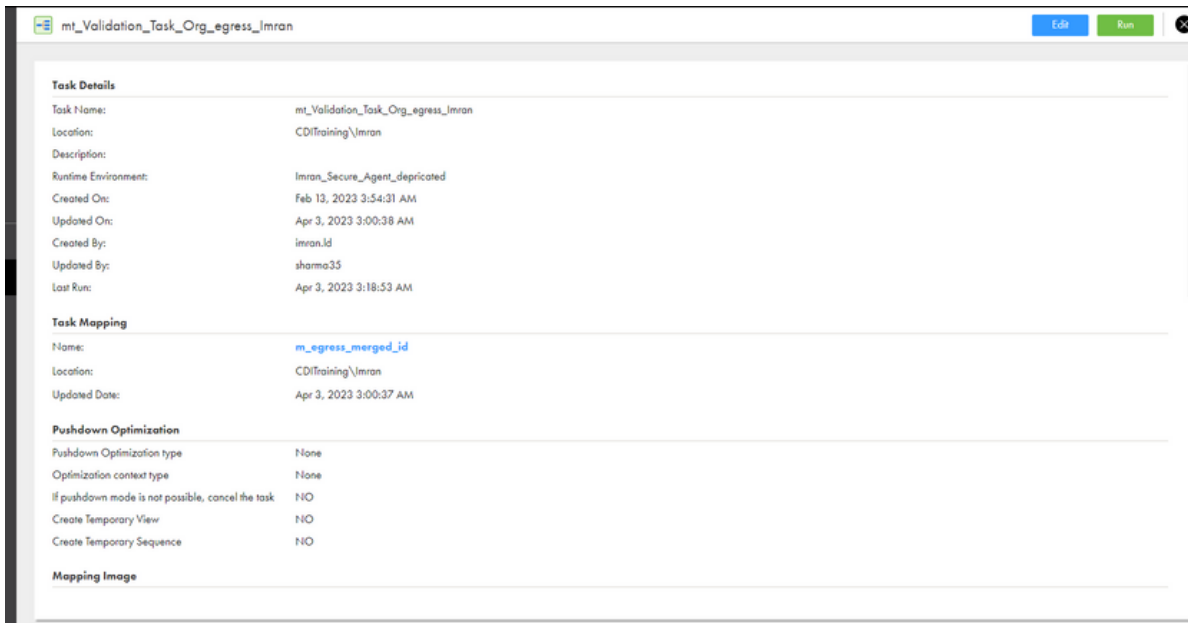 mt_Validation_Task_Org_egress_Imran
Edit
Run
Task Details
Task Name: mt_Validation_Task_Org_egress_Imran
Location: CDITraining\Imran
Description:
Runtime Environment: Imran_Secure_Agent_depricated
Created On: Feb 13, 2023 3:54:31 AM
Updated On: Apr 3, 2023 3:00:38 AM
Created By: imran.ld
Updated By: sharma35
Last Run: Apr 3, 2023 3:18:53 AM
Task Mapping
Name: m_egress_merged_id
Location: CDITraining\Imran
Updated Date: Apr 3, 2023 3:00:37 AM
Pushdown Optimization
Pushdown Optimization type None
Optimization context type None
If pushdown mode is not possible, cancel the task NO
Create Temporary View NO
Create Temporary Sequence NO
Mapping Image